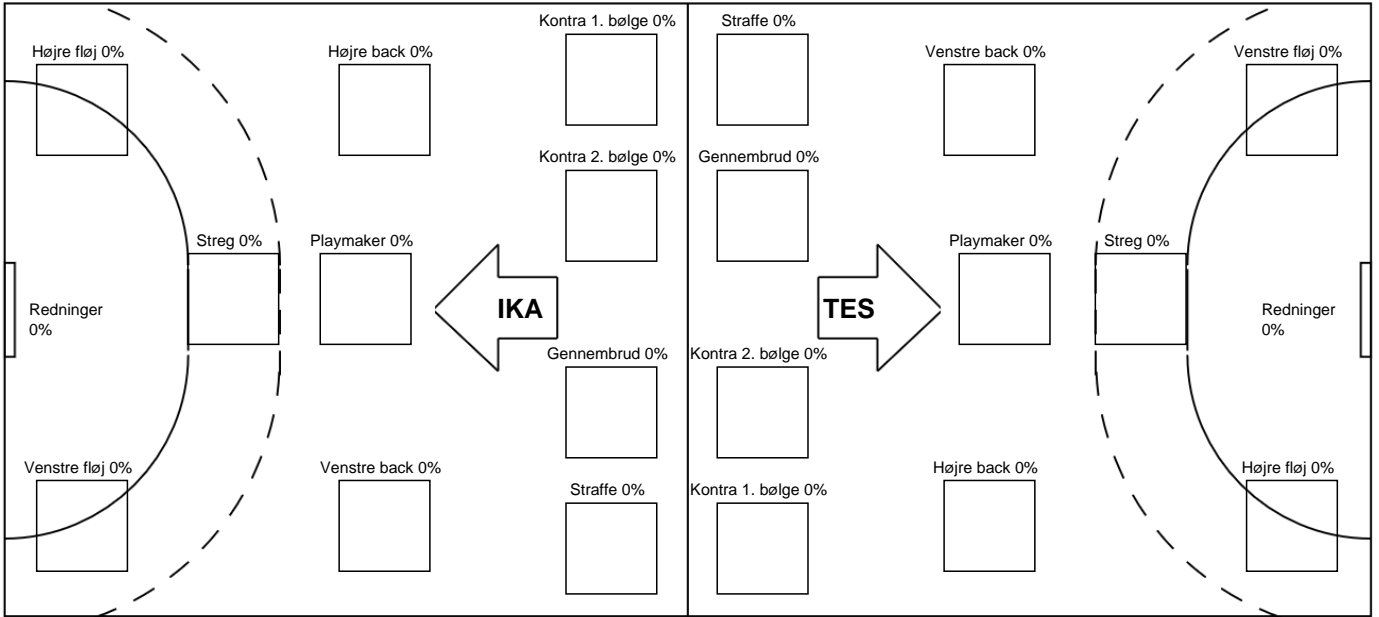 Kontra 1. bølge 0%
Straffe 0%
Højre fløj 0%
Højre back 0%
Venstre back 0%
Venstre fløj 0%
Kontra 2. bølge 0%
Gennembrud 0%
Streg 0%
Playmaker 0%
Playmaker 0%
Streg 0%
Redninger
0%
IKA
TES
Redninger
0%
Gennembrud 0%
Kontra 2. bølge 0%
Venstre fløj 0%
Venstre back 0%
Højre back 0%
Højre fløj 0%
Straffe 0%
Kontra 1. bølge 0%